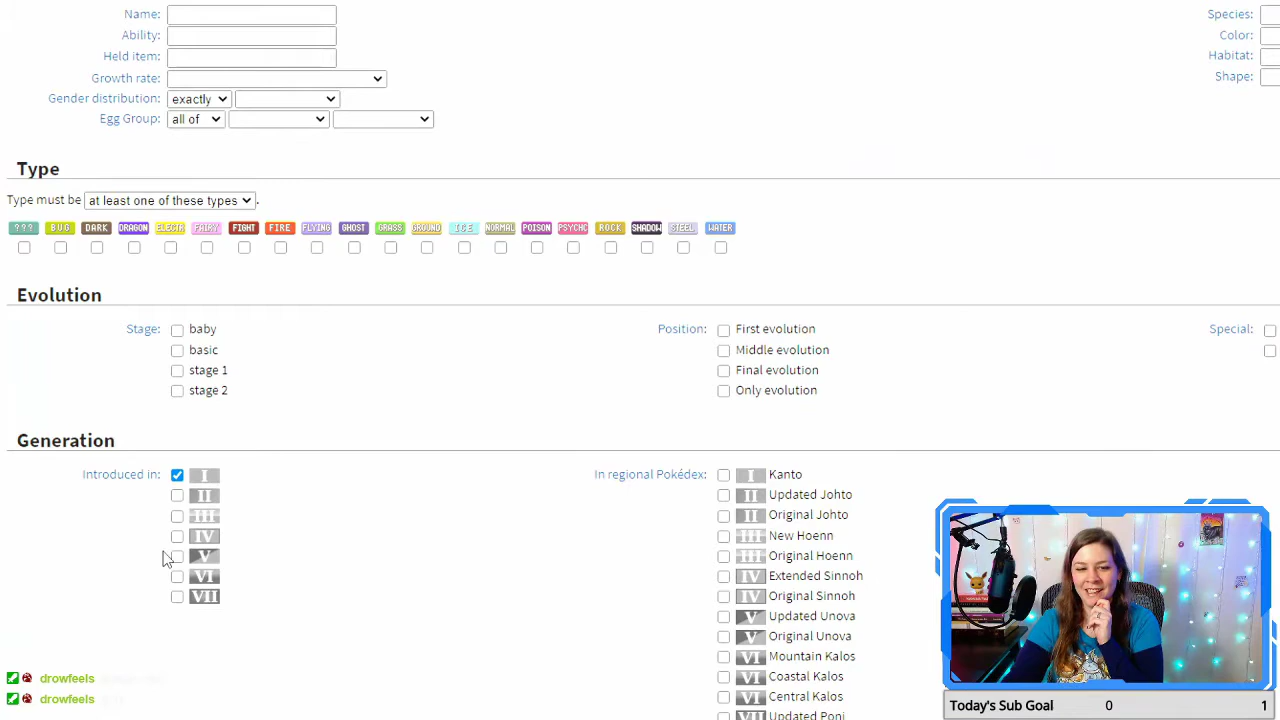 Name:
Species:
Ability:
Color:
Held item:
Habitat:
Growth rate:
Shape:
Gender distribution: exactly
Egg Group: all of
Type
Type must be at least one of these types .
??? BUG DARK DRAGON ELECTR FAIRY FIGHT FIRE FLYING GHOST GRASS GROUND ICE NORMAL POISON PSYCHC ROCK SHADOW STEEL WATER
Evolution
Stage: baby
Position: First evolution
Special:
basic
Middle evolution
stage 1
Final evolution
stage 2
Only evolution
Generation
Introduced in: I
In regional Pokédex: I Kanto
II
II Updated Johto
III
II Original Johto
IV
III New Hoenn
V
III Original Hoenn
VI
IV Extended Sinnoh
VII
IV Original Sinnoh
V Updated Unova
V Original Unova
VI Mountain Kalos
VI Coastal Kalos
VI Central Kalos
VII Updated Poni
drowfeels
drowfeels
Today's Sub Goal 0 1